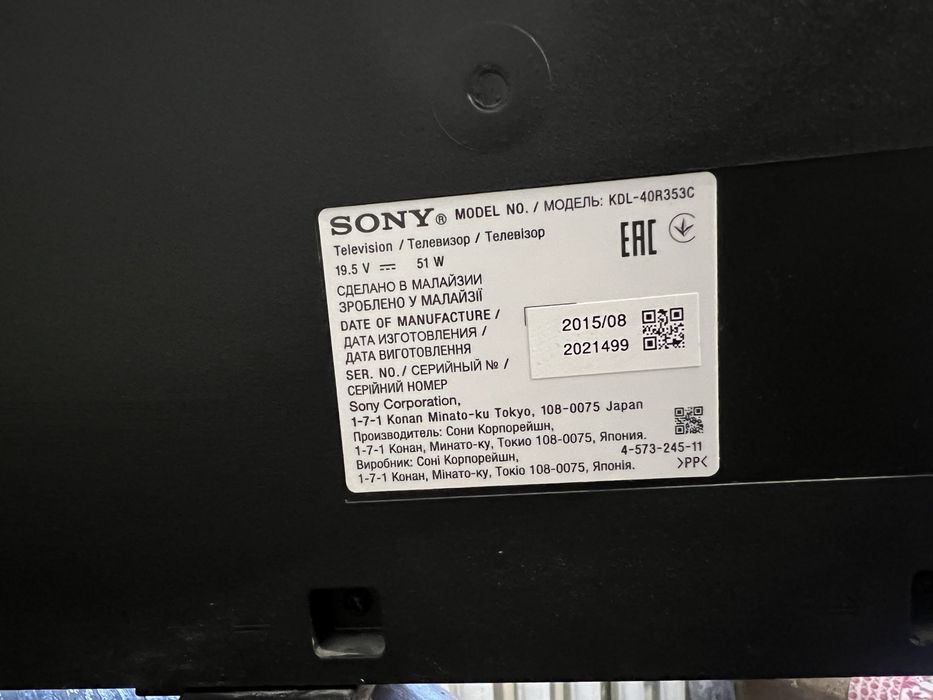 SONY® MODEL NO. / МОДЕЛЬ: KDL-40R353C
Television / Телевизор / Телевізор
EAC
19.5 V ⎓ 51 W
СДЕЛАНО В МАЛАЙЗИИ
ЗРОБЛЕНО У МАЛАЙЗІЇ
DATE OF MANUFACTURE /
ДАТА ИЗГОТОВЛЕНИЯ /
ДАТА ВИГОТОВЛЕННЯ
2015/08
SER. NO./ СЕРИЙНЫЙ № /
СЕРІЙНИЙ НОМЕР
2021499
Sony Corporation,
1-7-1 Konan Minato-ku Tokyo, 108-0075 Japan
Производитель: Сони Корпорейшн,
1-7-1 Конан, Минато-ку, Токио 108-0075, Япония.
Виробник: Соні Корпорейшн,
1-7-1 Конан, Мінато-ку, Токіо 108-0075, Японія.
4-573-245-11
>PP<